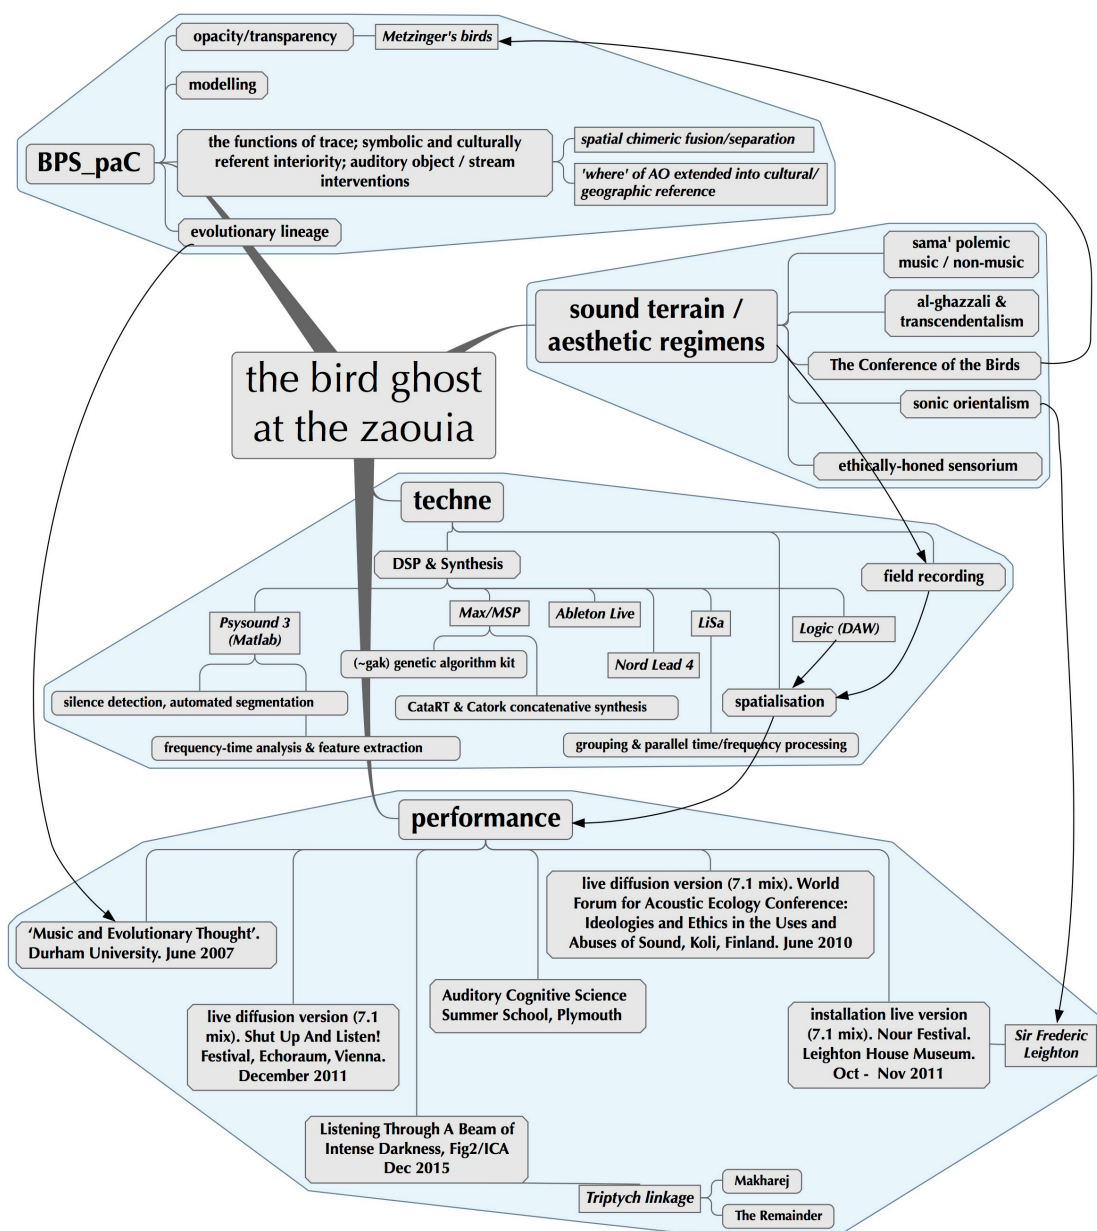 opacity/transparency
Metzinger's birds
modelling
BPS_paC
the functions of trace; symbolic and culturally
referent interiority; auditory object / stream
interventions
spatial chimeric fusion/separation
'where' of AO extended into cultural/
geographic reference
evolutionary lineage
sound terrain /
aesthetic regimens
sama' polemic
music / non-music
al-ghazzali &
transcendentalism
The Conference of the Birds
sonic orientalism
ethically-honed sensorium
the bird ghost
at the zaouia
techne
DSP & Synthesis
field recording
Psysound 3
(Matlab)
Max/MSP
Ableton Live
LiSa
Logic (DAW)
(~gak) genetic algorithm kit
Nord Lead 4
silence detection, automated segmentation
CataRT & Catork concatenative synthesis
spatialisation
frequency-time analysis & feature extraction
grouping & parallel time/frequency processing
performance
'Music and Evolutionary Thought'.
Durham University. June 2007
live diffusion version (7.1 mix). World
Forum for Acoustic Ecology Conference:
Ideologies and Ethics in the Uses and
Abuses of Sound, Koli, Finland. June 2010
live diffusion version (7.1
mix). Shut Up And Listen!
Festival, Echoraum, Vienna.
December 2011
Auditory Cognitive Science
Summer School, Plymouth
installation live version
(7.1 mix). Nour Festival.
Leighton House Museum.
Oct - Nov 2011
Sir Frederic
Leighton
Listening Through A Beam of
Intense Darkness, Fig2/ICA
Dec 2015
Triptych linkage
Makharej
The Remainder